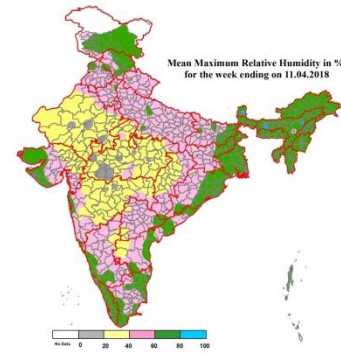 Mean Maximum Relative Humidity in %
for the week ending on 11.04.2018
No Data 0 20 40 60 80 100